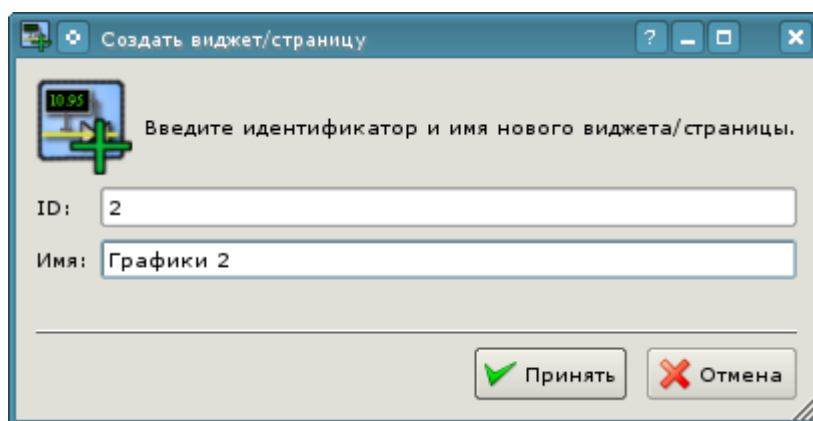 Создать виджет/страницу
10.95
Введите идентификатор и имя нового виджета/страницы.
ID: 2
Имя: Графики 2
Принять Отмена